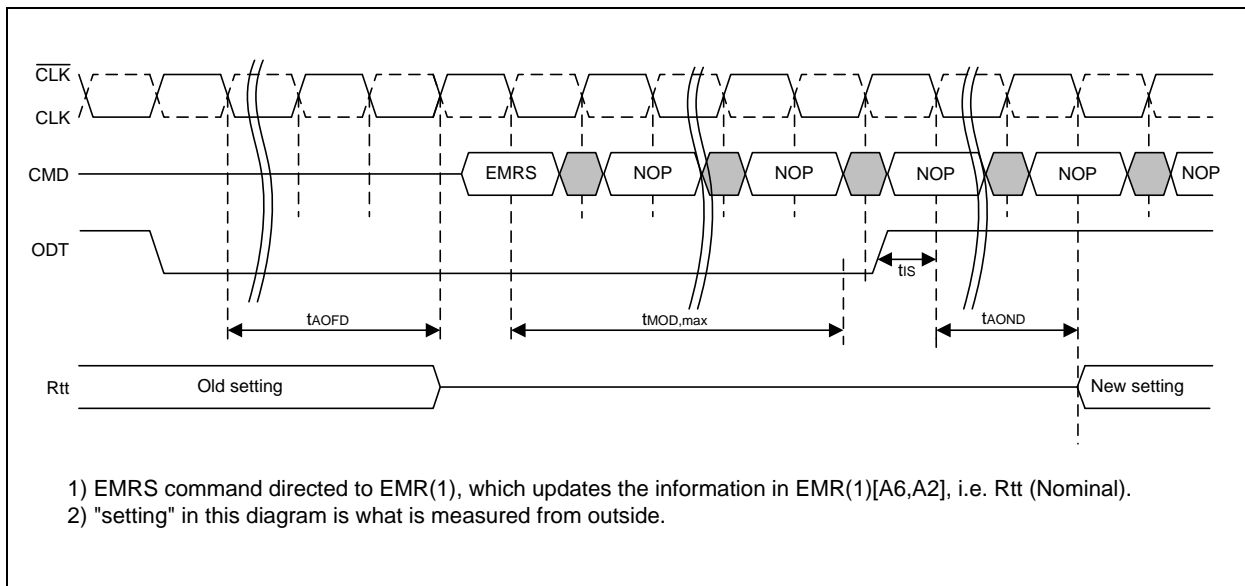 CLK
CLK
CMD
EMRS NOP NOP NOP NOP NOP
ODT
tIS
tAOFD tMOD,max tAOND
Rtt Old setting New setting
1) EMRS command directed to EMR(1), which updates the information in EMR(1)[A6,A2], i.e. Rtt (Nominal).
2) "setting" in this diagram is what is measured from outside.